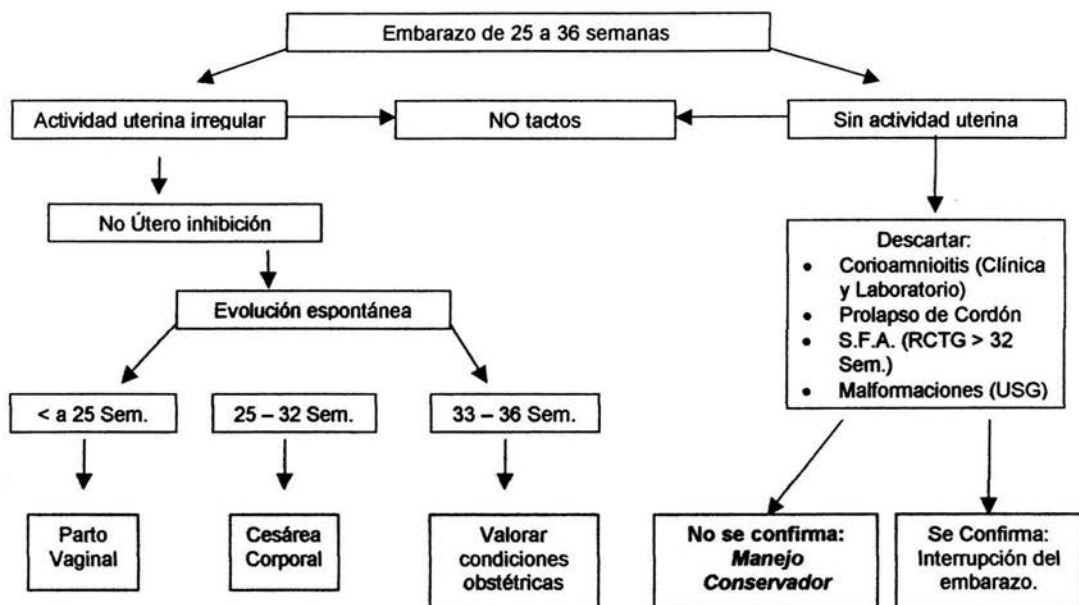 Embarazo de 25 a 36 semanas
Actividad uterina irregular
NO tactos
Sin actividad uterina
No Útero inhibición
Descartar:
• Corioamnioitis (Clínica
y Laboratorio)
• Prolapso de Cordón
• S.F.A. (RCTG > 32
Sem.)
• Malformaciones (USG)
Evolución espontánea
< a 25 Sem.
25 – 32 Sem.
33 – 36 Sem.
Parto
Vaginal
Cesárea
Corporal
Valorar
condiciones
obstétricas
No se confirma:
Manejo
Conservador
Se Confirma:
Interrupción del
embarazo.